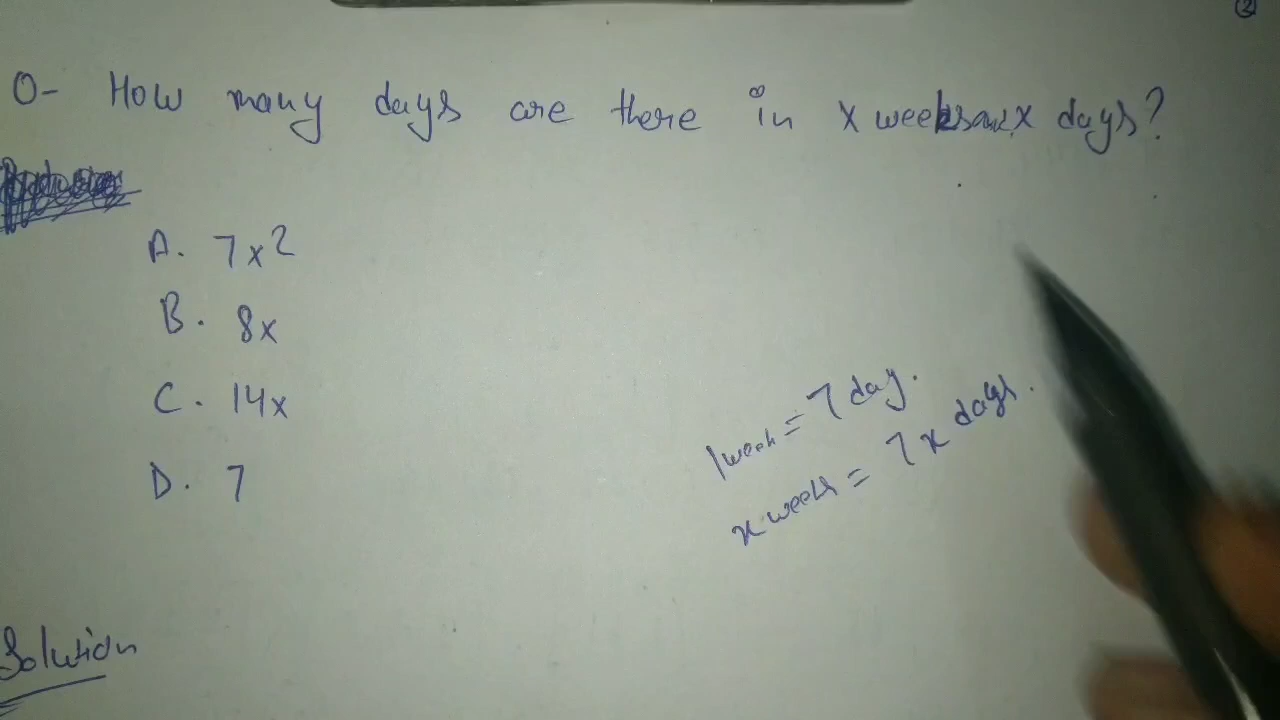 ②
O- How many days are there in x weeks x days?
A. 7x2
B. 8x
C. 14x
D. 7
1 week = 7 day.
x weeks = 7x days.
Solution